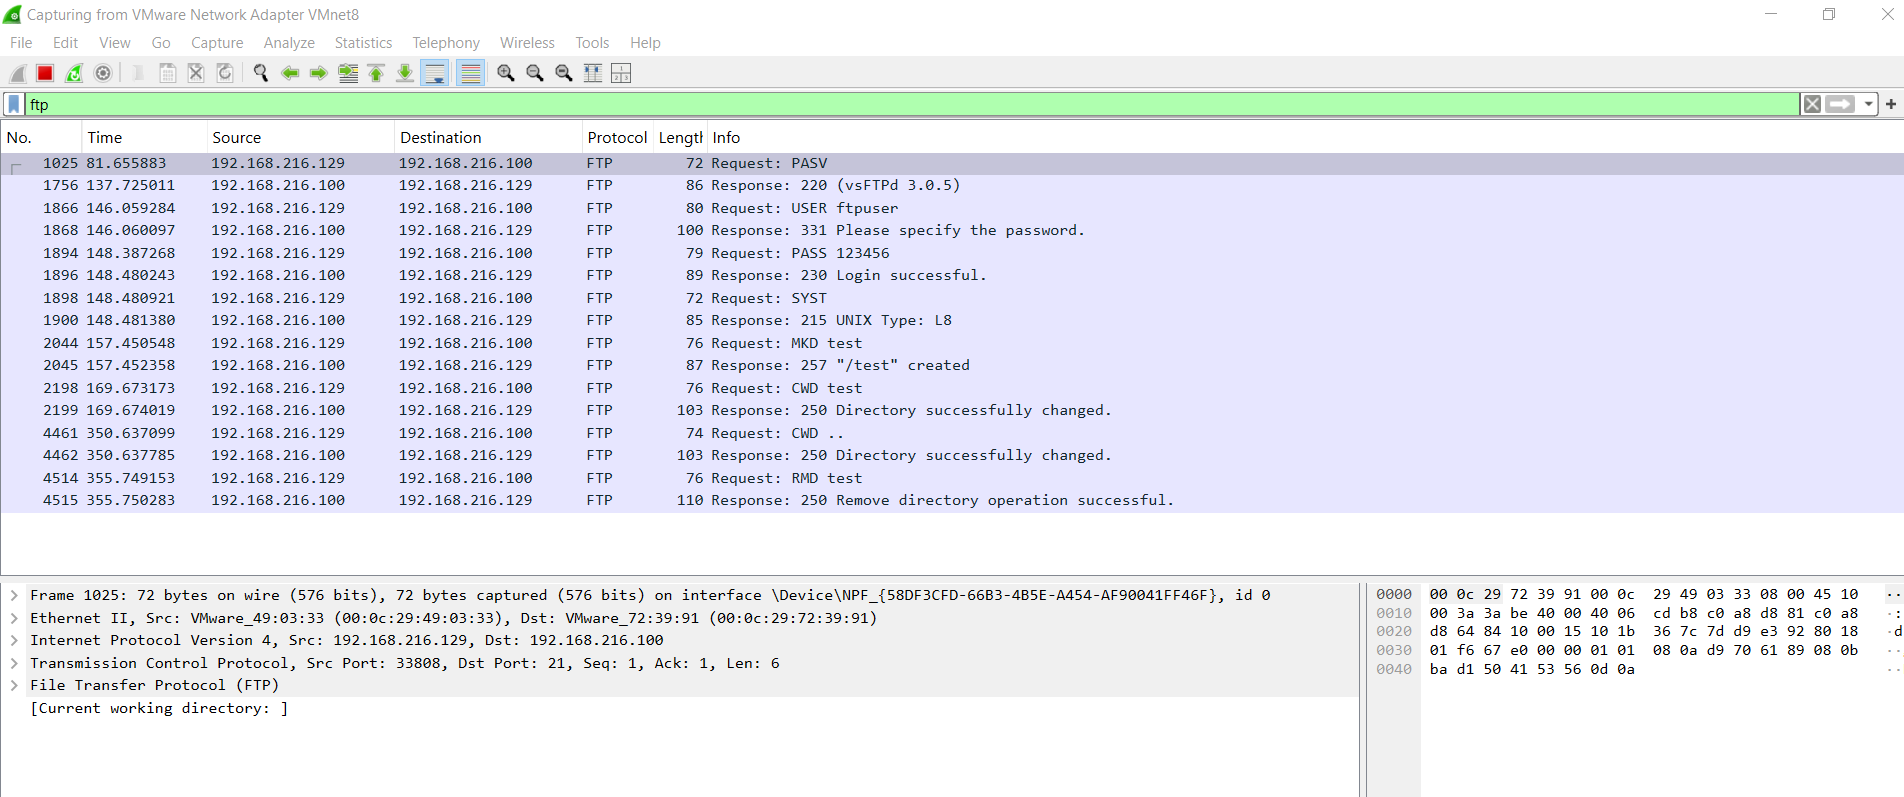 Capturing from VMware Network Adapter VMnet8
File Edit View Go Capture Analyze Statistics Telephony Wireless Tools Help
ftp
No. Time Source Destination Protocol Length Info
1025 81.655883 192.168.216.129 192.168.216.100 FTP 72 Request: PASV
1756 137.725011 192.168.216.100 192.168.216.129 FTP 86 Response: 220 (vsFTPd 3.0.5)
1866 146.059284 192.168.216.129 192.168.216.100 FTP 80 Request: USER ftpuser
1868 146.060097 192.168.216.100 192.168.216.129 FTP 100 Response: 331 Please specify the password.
1894 148.387268 192.168.216.129 192.168.216.100 FTP 79 Request: PASS 123456
1896 148.480243 192.168.216.100 192.168.216.129 FTP 89 Response: 230 Login successful.
1898 148.480921 192.168.216.129 192.168.216.100 FTP 72 Request: SYST
1900 148.481380 192.168.216.100 192.168.216.129 FTP 85 Response: 215 UNIX Type: L8
2044 157.450548 192.168.216.129 192.168.216.100 FTP 76 Request: MKD test
2045 157.452358 192.168.216.100 192.168.216.129 FTP 87 Response: 257 "/test" created
2198 169.673173 192.168.216.129 192.168.216.100 FTP 76 Request: CWD test
2199 169.674019 192.168.216.100 192.168.216.129 FTP 103 Response: 250 Directory successfully changed.
4461 350.637099 192.168.216.129 192.168.216.100 FTP 74 Request: CWD ..
4462 350.637785 192.168.216.100 192.168.216.129 FTP 103 Response: 250 Directory successfully changed.
4514 355.749153 192.168.216.129 192.168.216.100 FTP 76 Request: RMD test
4515 355.750283 192.168.216.100 192.168.216.129 FTP 110 Response: 250 Remove directory operation successful.
Frame 1025: 72 bytes on wire (576 bits), 72 bytes captured (576 bits) on interface \Device\NPF_{58DF3CFD-66B3-4B5E-A454-AF90041FF46F}, id 0
Ethernet II, Src: VMware_49:03:33 (00:0c:29:49:03:33), Dst: VMware_72:39:91 (00:0c:29:72:39:91)
Internet Protocol Version 4, Src: 192.168.216.129, Dst: 192.168.216.100
Transmission Control Protocol, Src Port: 33808, Dst Port: 21, Seq: 1, Ack: 1, Len: 6
File Transfer Protocol (FTP)
[Current working directory: ]
0000 00 0c 29 72 39 91 00 0c 29 49 03 33 08 00 45 10 ··
0010 00 3a 3a be 40 00 40 06 cd b8 c0 a8 d8 81 c0 a8 ·:
0020 d8 64 84 10 00 15 10 1b 36 7c 7d d9 e3 92 80 18 ·d
0030 01 f6 67 e0 00 00 01 01 08 0a d9 70 61 89 08 0b ··
0040 ba d1 50 41 53 56 0d 0a ··